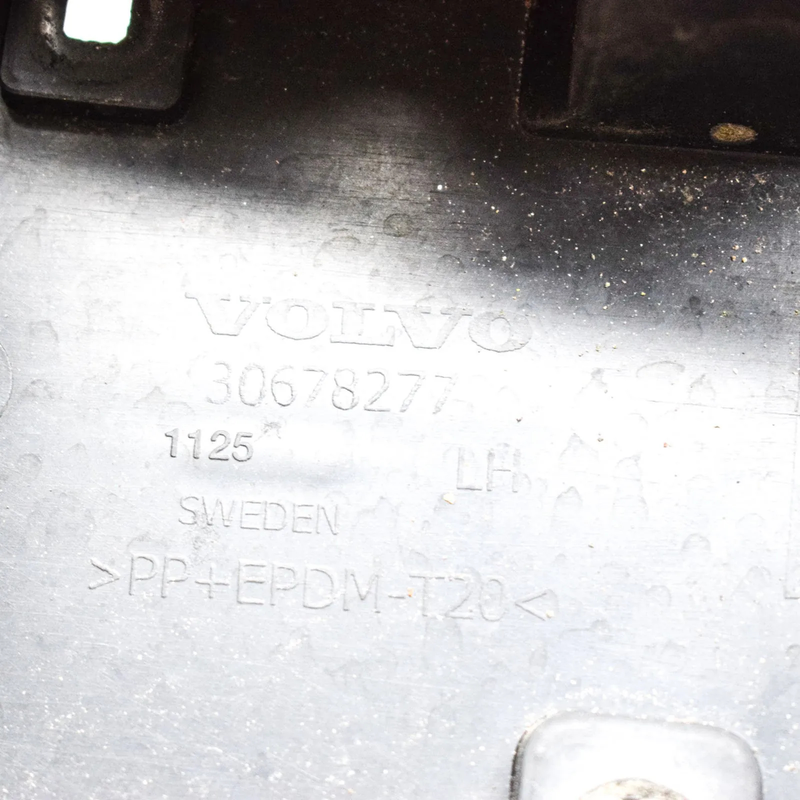 VOLVO
30678277
1125
LH
SWEDEN
>PP+EPDM-T20<